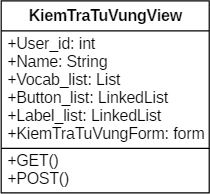 KiemTraTuVungView
+User_id: int
+Name: String
+Vocab_list: List
+Button_list: LinkedList
+Label_list: LinkedList
+KiemTraTuVungForm: form
+GET()
+POST()